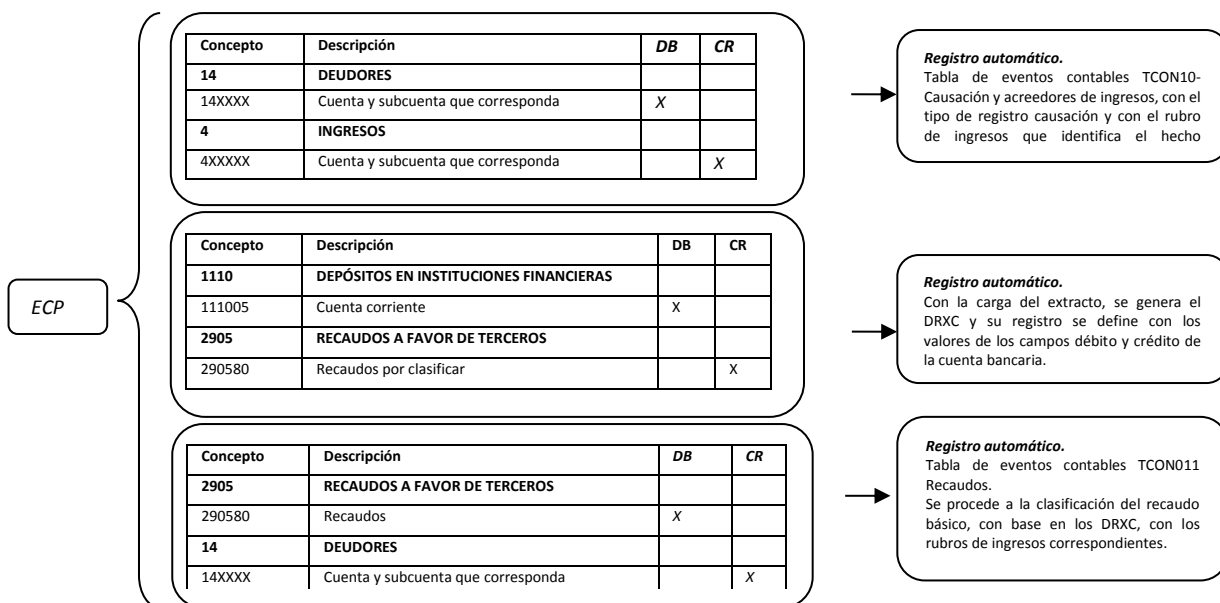 ECP
Concepto Descripción DB CR
14 DEUDORES
14XXXX Cuenta y subcuenta que corresponda X
4 INGRESOS
4XXXXX Cuenta y subcuenta que corresponda X
Registro automático.
Tabla de eventos contables TCON10-
Causación y acreedores de ingresos, con el
tipo de registro causación y con el rubro
de ingresos que identifica el hecho
Concepto Descripción DB CR
1110 DEPÓSITOS EN INSTITUCIONES FINANCIERAS
111005 Cuenta corriente X
2905 RECAUDOS A FAVOR DE TERCEROS
290580 Recaudos por clasificar X
Registro automático.
Con la carga del extracto, se genera el
DRXC y su registro se define con los
valores de los campos débito y crédito de
la cuenta bancaria.
Concepto Descripción DB CR
2905 RECAUDOS A FAVOR DE TERCEROS
290580 Recaudos X
14 DEUDORES
14XXXX Cuenta y subcuenta que corresponda X
Registro automático.
Tabla de eventos contables TCON011
Recaudos.
Se procede a la clasificación del recaudo
básico, con base en los DRXC, con los
rubros de ingresos correspondientes.